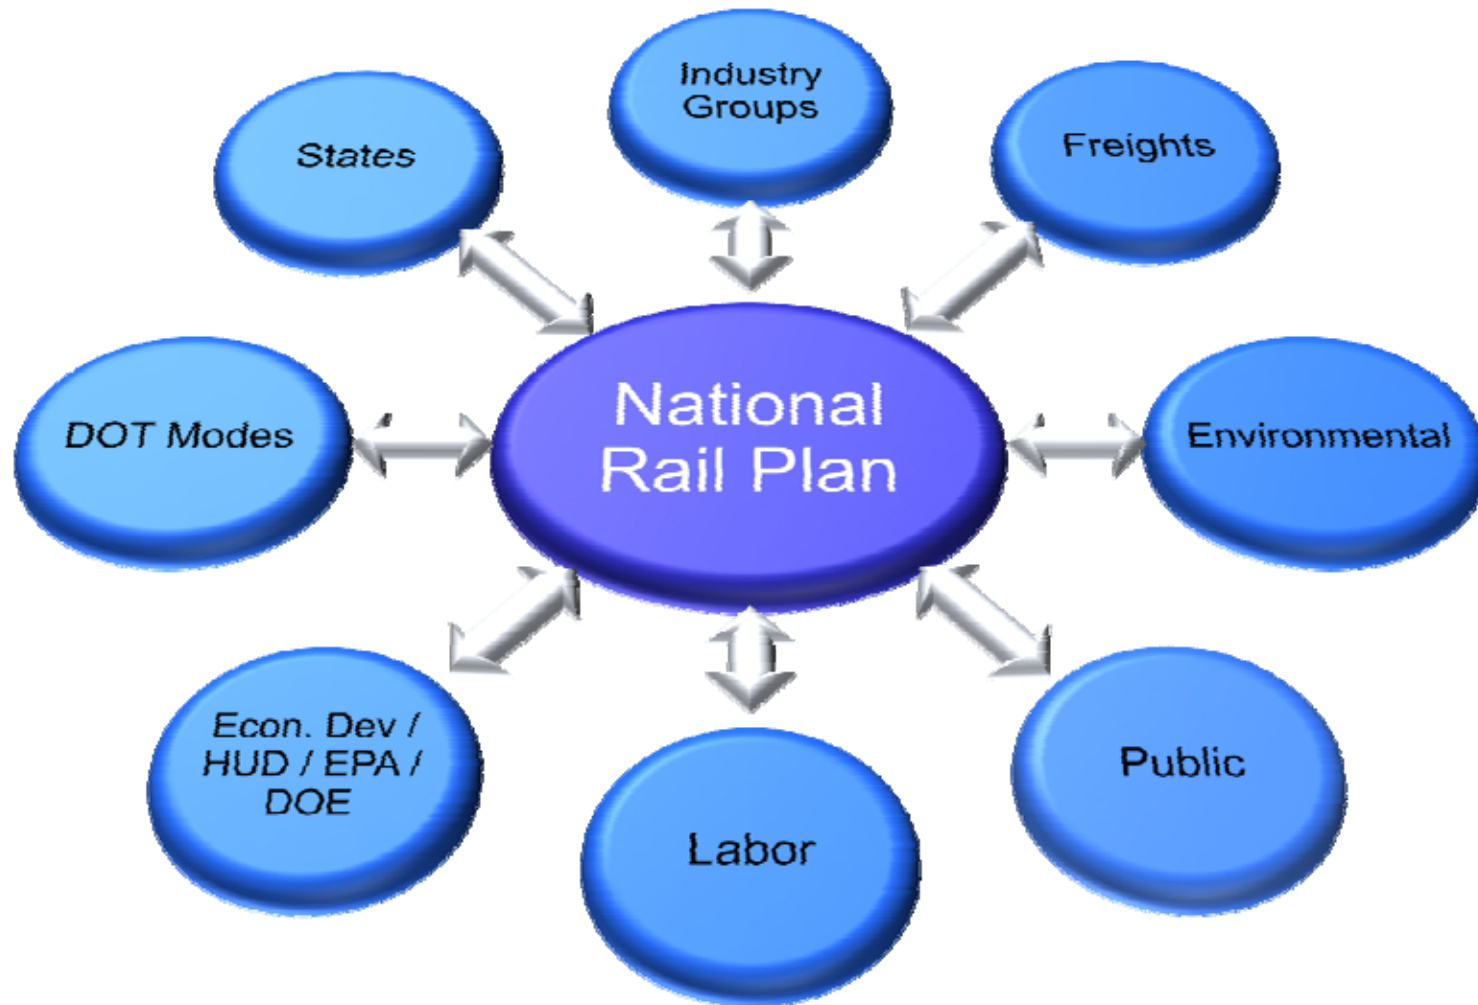 Industry
Groups
States
Freights
National
Rail Plan
DOT Modes
Environmental
Econ. Dev /
HUD / EPA /
DOE
Public
Labor